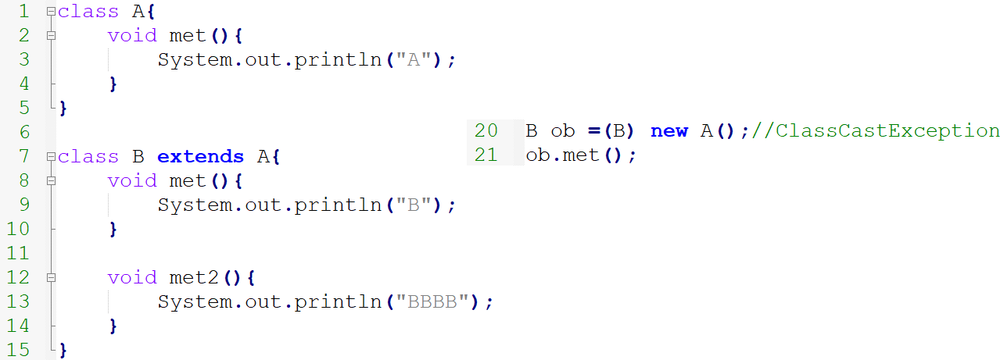 1 class A{
2 void met(){
3 System.out.println("A");
4 }
5 }
6
7 class B extends A{
8 void met(){
9 System.out.println("B");
10 }
11
12 void met2(){
13 System.out.println("BBBB");
14 }
15 }
20 B ob =(B) new A();//ClassCastException
21 ob.met();